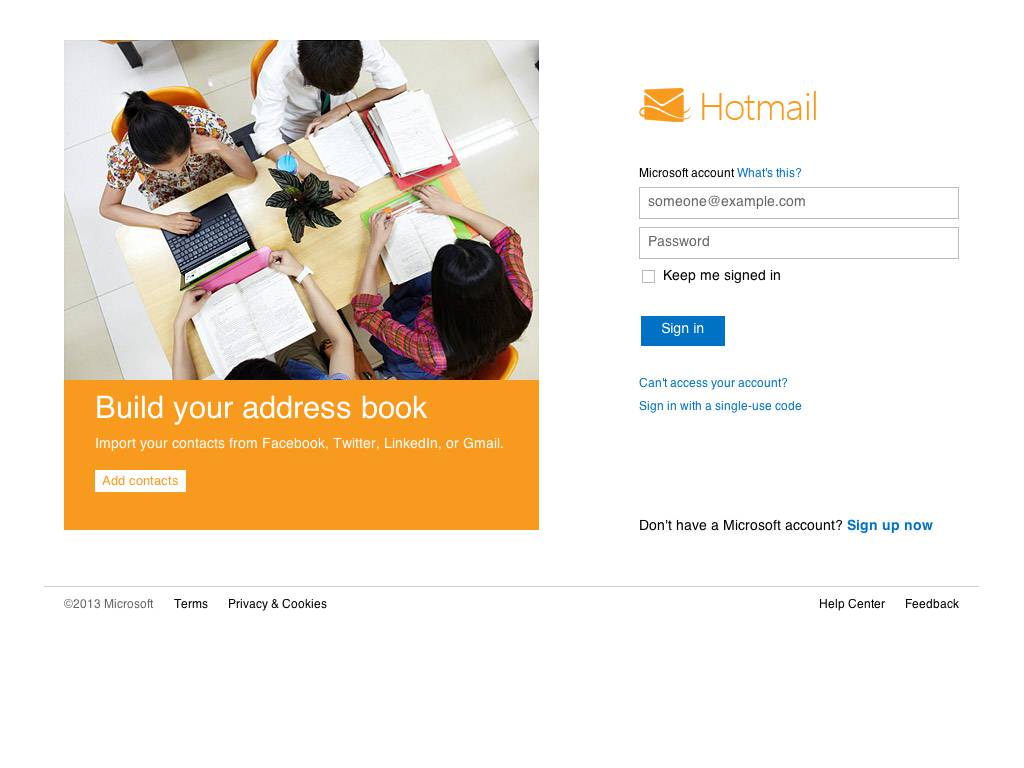 Hotmail
Microsoft account What's this?
someone@example.com
Password
Keep me signed in
Sign in
Can't access your account?
Sign in with a single-use code
Build your address book
Import your contacts from Facebook, Twitter, LinkedIn, or Gmail.
Add contacts
Don't have a Microsoft account? Sign up now
©2013 Microsoft Terms Privacy & Cookies Help Center Feedback